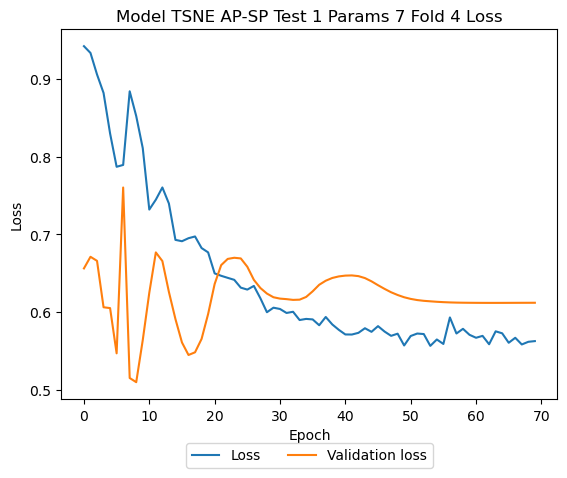 Model TSNE AP-SP Test 1 Params 7 Fold 4 Loss
Loss
0.9
0.8
0.7
0.6
0.5
0 10 20 30 40 50 60 70
Epoch
Loss Validation loss